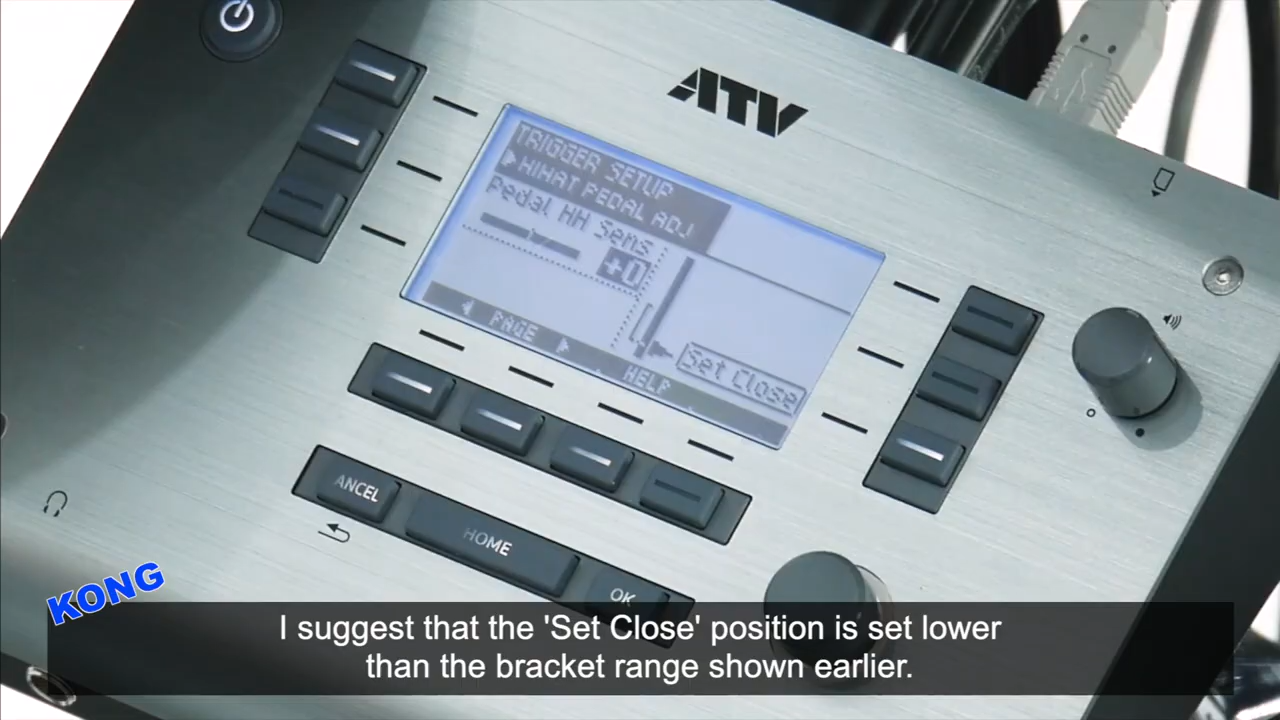 ATV
TRIGGER SETUP
HIHAT PEDAL ADJ
Pedal HH Sens
+0
PAGE
HELP
Set Close
ANCEL
HOME
OK
KONG
I suggest that the 'Set Close' position is set lower
than the bracket range shown earlier.